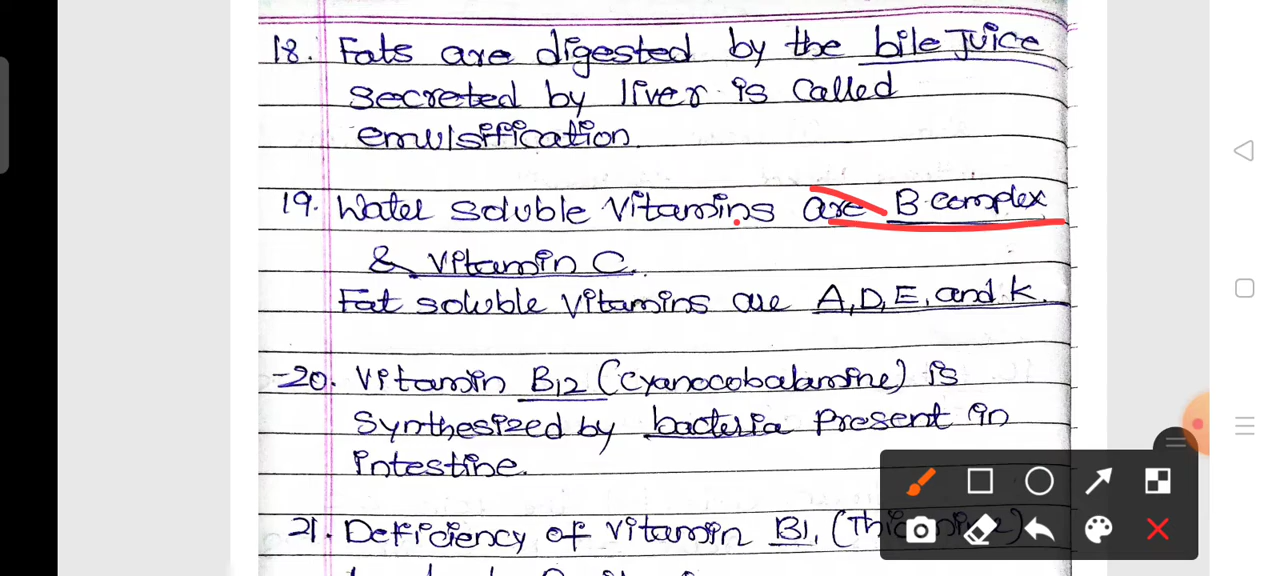 18. Fats are digested by the bile Juice
secreted by liver is called
emulsification
19. Water soluble vitamins are B.complex
& vitamin C.
Fat soluble vitamins are A, D, E, and K.
20. Vitamin B12 (cyanocobalamine) is
synthesized by bacteria present in
intestine.
21. Deficiency of vitamin B1, (Thiamine)